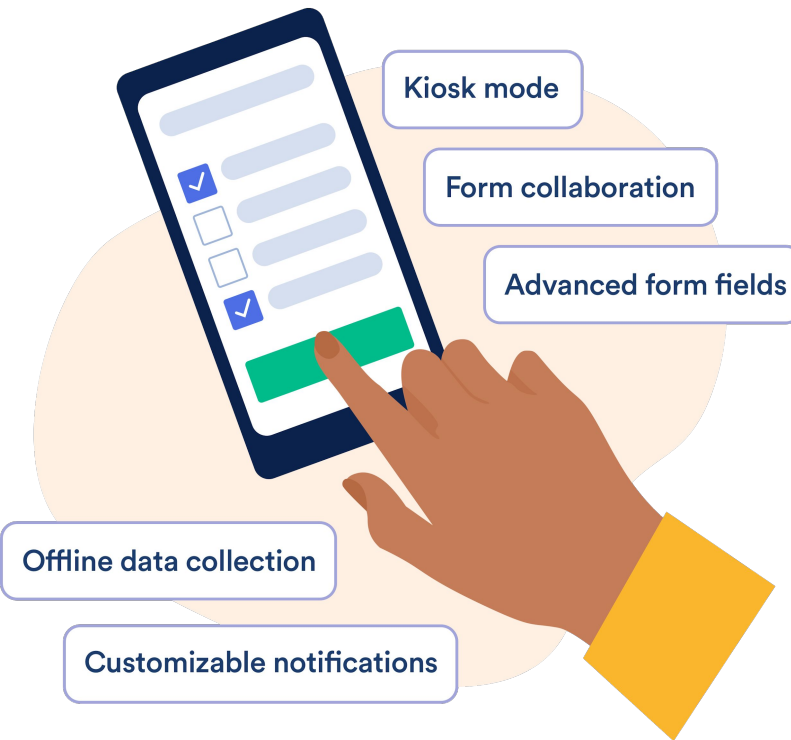 Kiosk mode
Form collaboration
Advanced form fields
Offline data collection
Customizable notifications